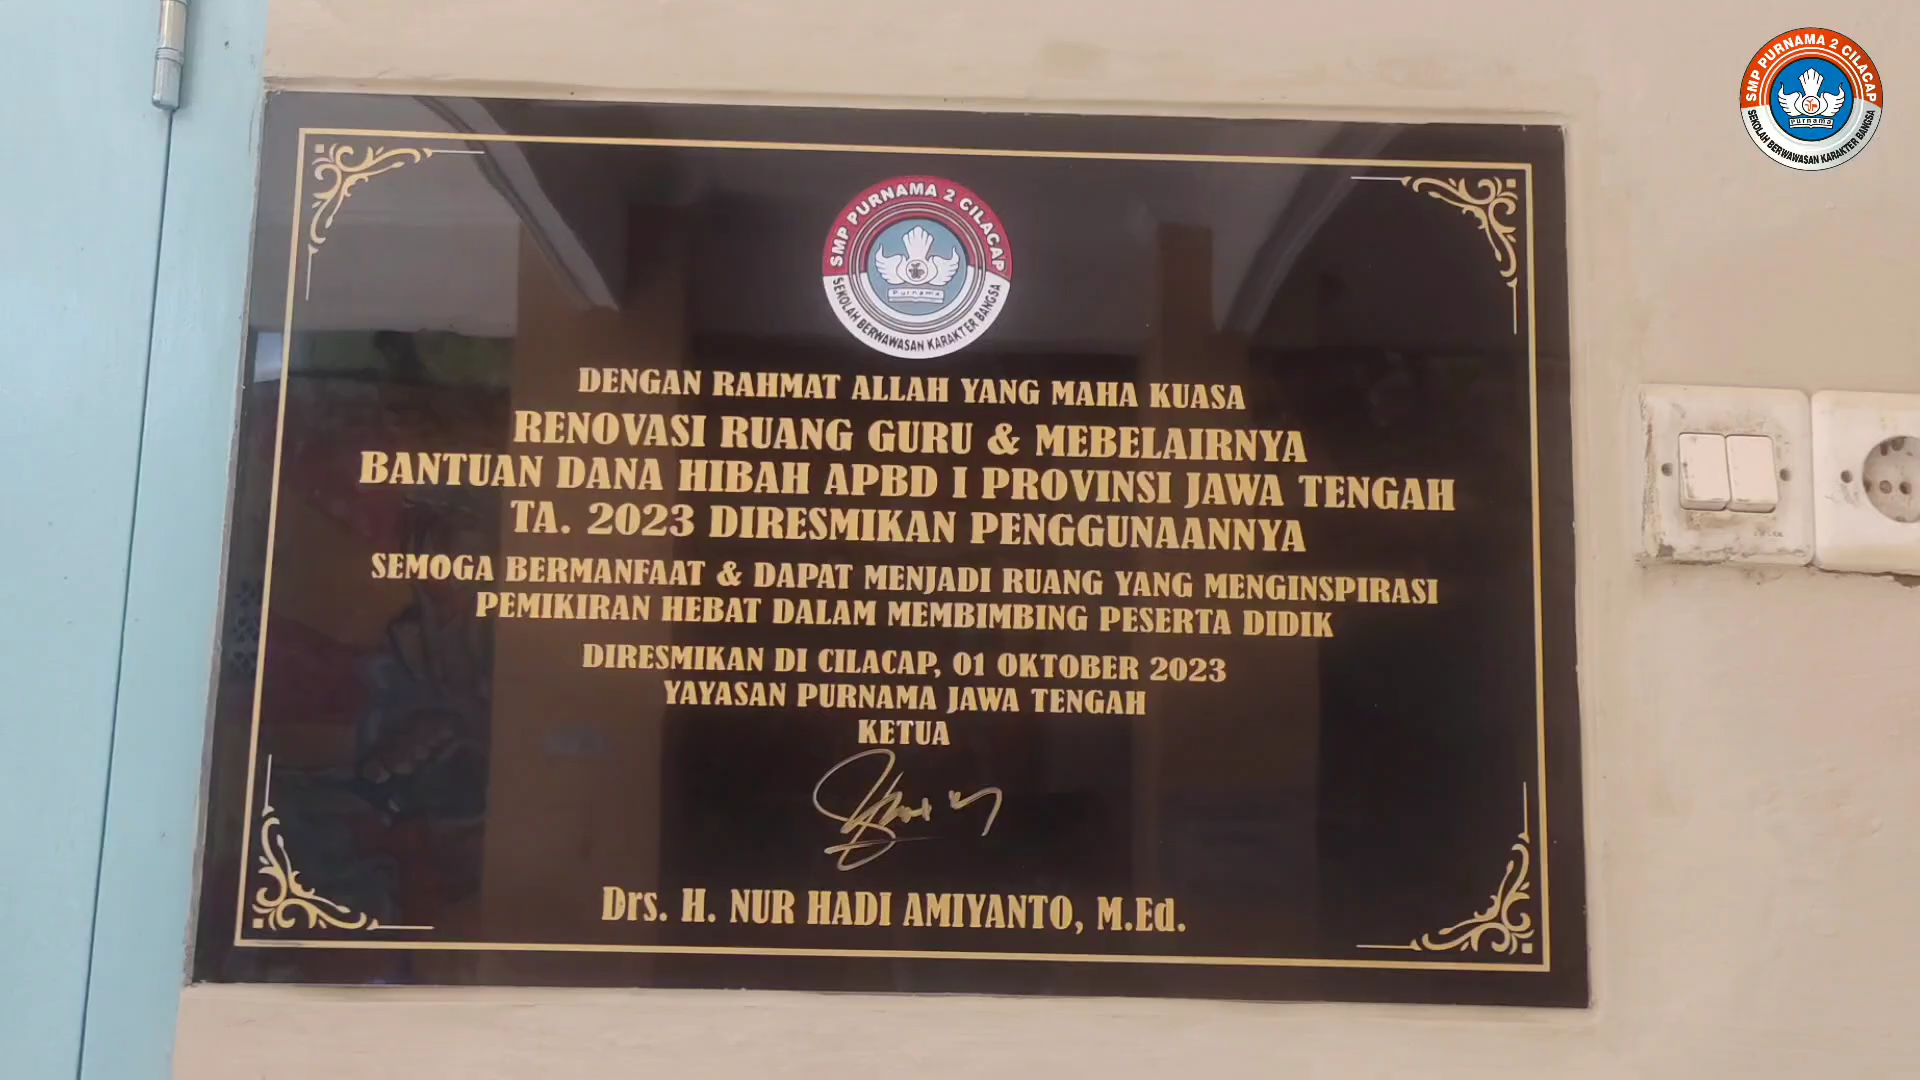 SMP PURNAMA 2 CILACAP
Purnama
SEKOLAH BERWAWASAN KARAKTER BANGSA
SMP PURNAMA 2 CILACAP
Purnama
SEKOLAH BERWAWASAN KARAKTER BANGSA
DENGAN RAHMAT ALLAH YANG MAHA KUASA
RENOVASI RUANG GURU & MEBELAIRNYA
BANTUAN DANA HIBAH APBD I PROVINSI JAWA TENGAH
TA. 2023 DIRESMIKAN PENGGUNAANNYA
SEMOGA BERMANFAAT & DAPAT MENJADI RUANG YANG MENGINSPIRASI
PEMIKIRAN HEBAT DALAM MEMBIMBING PESERTA DIDIK
DIRESMIKAN DI CILACAP, 01 OKTOBER 2023
YAYASAN PURNAMA JAWA TENGAH
KETUA
Drs. H. NUR HADI AMIYANTO, M.Ed.